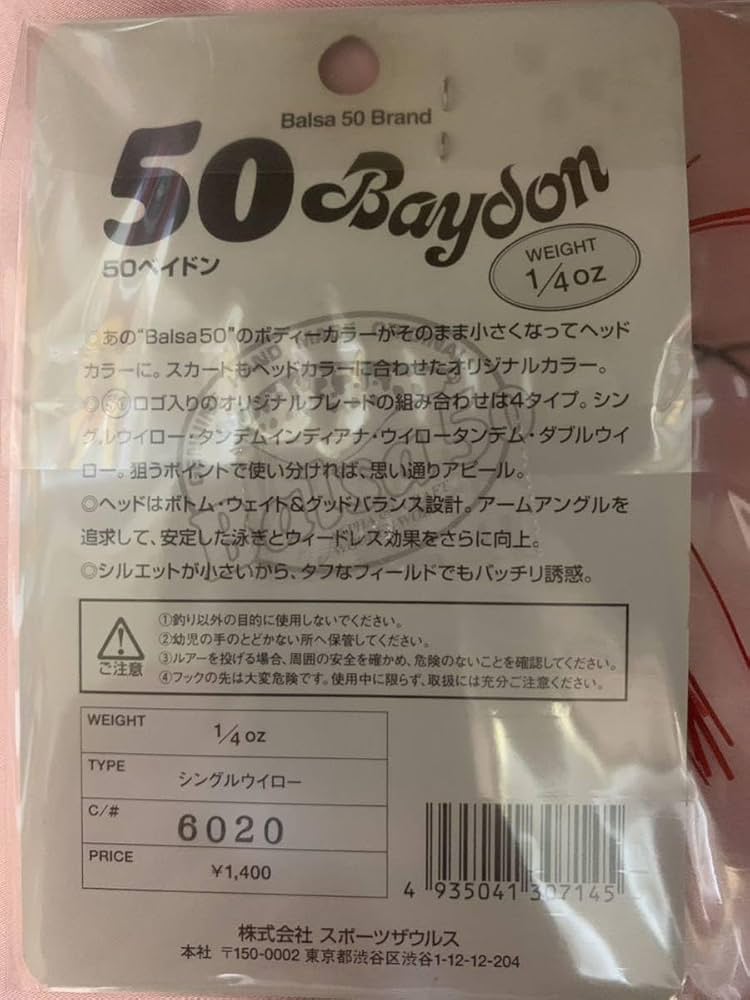 Balsa 50 Brand
50 Baydon
50ベイドン
WEIGHT
1/4oz
◎あの"Balsa50"のボディーカラーがそのまま小さくなってヘッド
カラーに。スカートもヘッドカラーに合わせたオリジナルカラー。
◎50ロゴ入りのオリジナルブレードの組み合わせは4タイプ。シン
グルウイロー・タンデムインディアナ・ウイロータンデム・ダブルウイ
ロー。狙うポイントで使い分ければ、思い通りアピール。
◎ヘッドはボトム・ウェイト&グッドバランス設計。アームアングルを
追求して、安定した泳ぎとウィードレス効果をさらに向上。
◎シルエットが小さいから、タフなフィールドでもバッチリ誘惑。
ご注意
①釣り以外の目的に使用しないでください。
②幼児の手のとどかない所へ保管してください。
③ルアーを投げる場合、周囲の安全を確かめ、危険のないことを確認してください。
④フックの先は大変危険です。使用中に限らず、取扱には充分ご注意ください。
WEIGHT 1/4oz
TYPE シングルウイロー
C/# 6020
PRICE ¥1,400
4 935041 307145
株式会社 スポーツザウルス
本社 〒150-0002 東京都渋谷区渋谷1-12-12-204